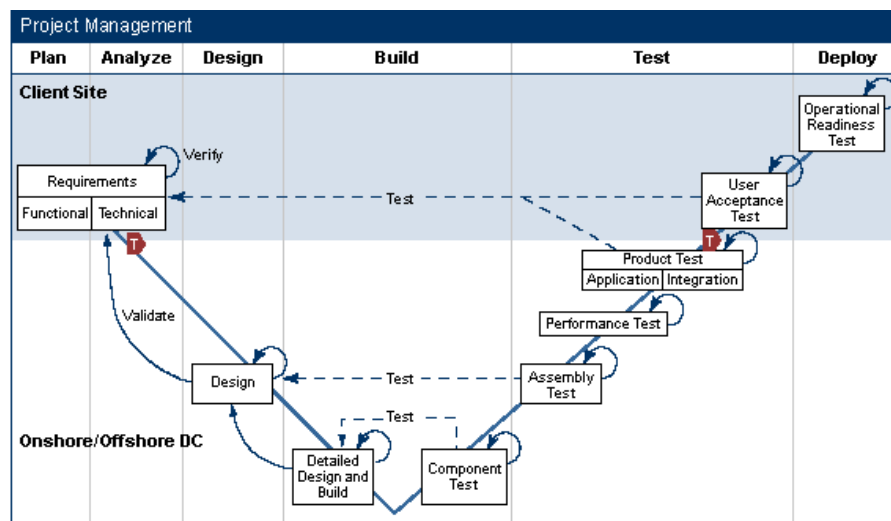 Project Management
Plan
Analyze
Design
Build
Test
Deploy
Client Site
Operational
Readiness
Test
Verify
Requirements
Functional
Technical
Test
User
Acceptance
Test
T
T
Product Test
Application
Integration
Validate
Performance Test
Design
Test
Assembly
Test
Test
Onshore/Offshore DC
Detailed
Design and
Build
Component
Test